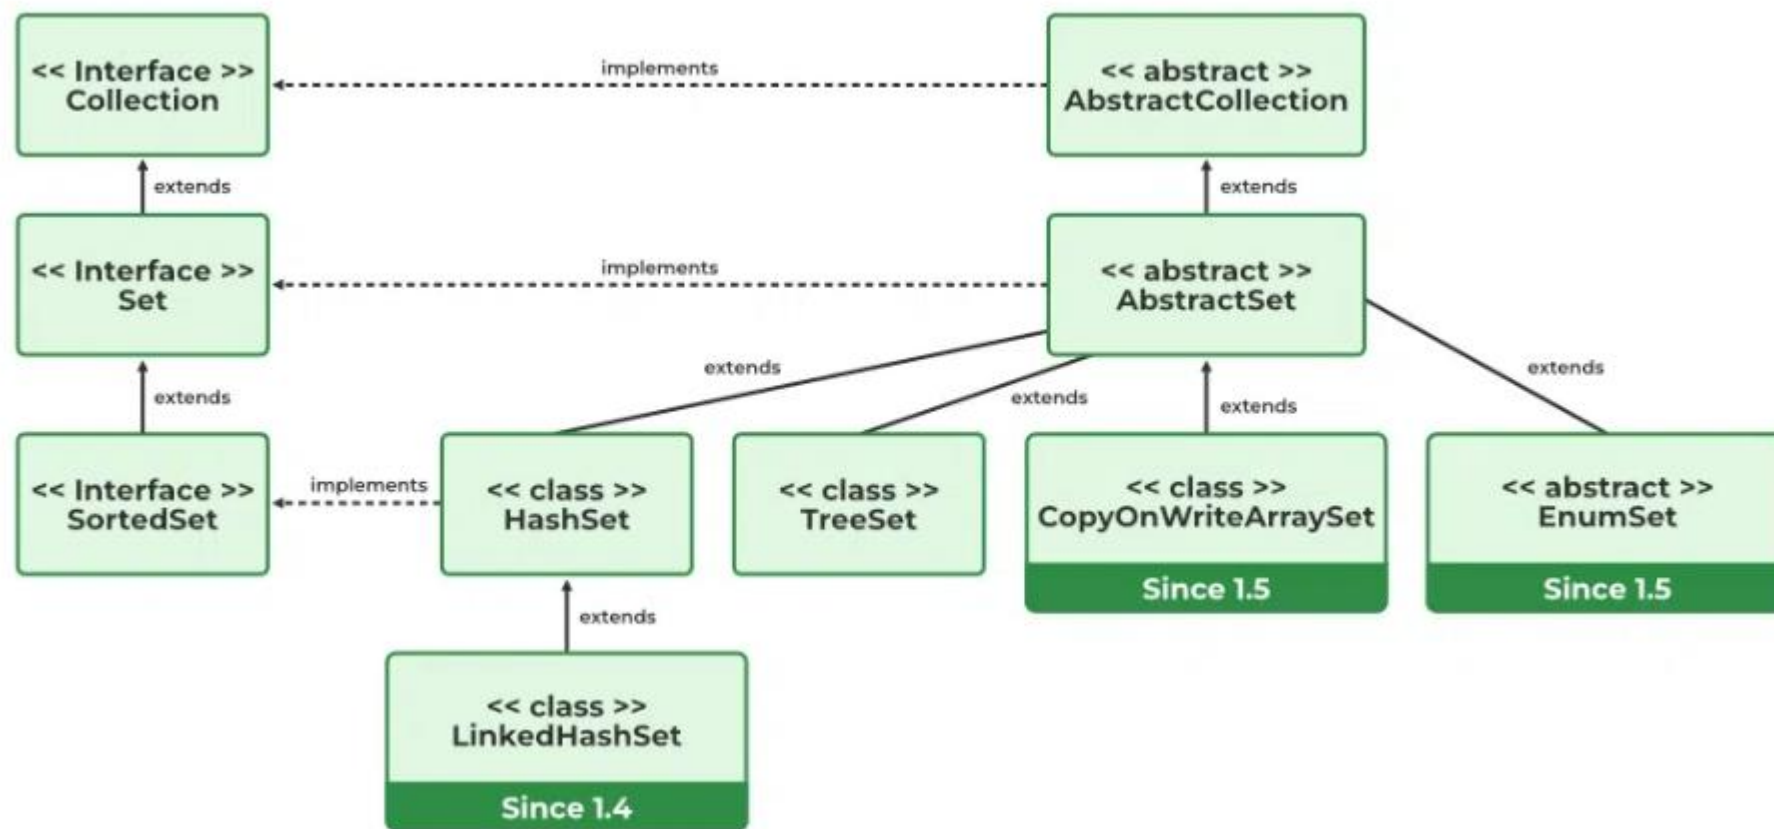 << Interface >>
Collection
implements
<< abstract >>
AbstractCollection
extends
extends
<< Interface >>
Set
implements
<< abstract >>
AbstractSet
extends
extends
extends
extends
extends
<< Interface >>
SortedSet
implements
<< class >>
HashSet
<< class >>
TreeSet
<< class >>
CopyOnWriteArraySet
Since 1.5
<< abstract >>
EnumSet
Since 1.5
extends
<< class >>
LinkedHashSet
Since 1.4